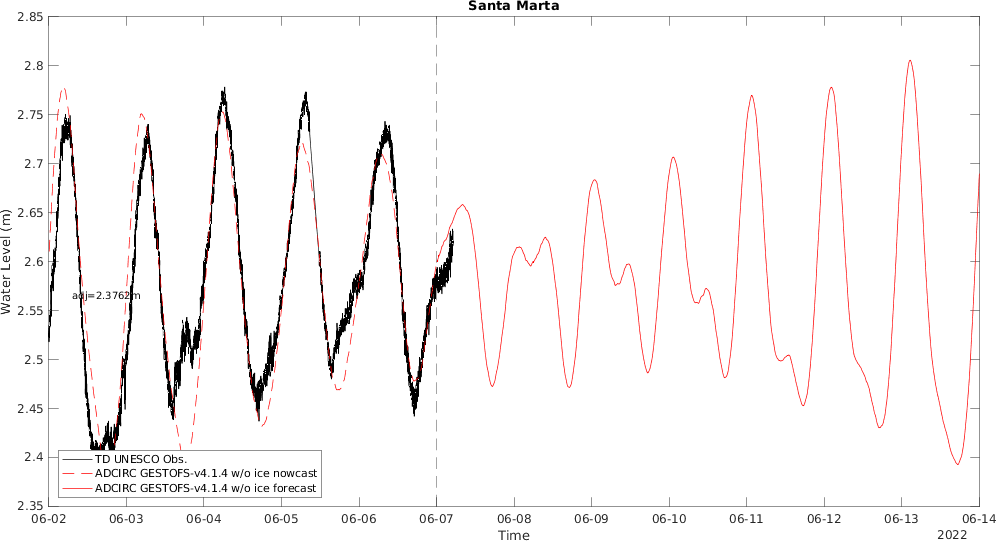 Santa Marta
2.85
2.8
2.75
2.7
2.65
2.6
2.55
2.5
2.45
2.4
2.35
Water Level (m)
adj=2.3762m
TD UNESCO Obs.
ADCIRC GESTOFS-v4.1.4 w/o ice nowcast
ADCIRC GESTOFS-v4.1.4 w/o ice forecast
06-02 06-03 06-04 06-05 06-06 06-07 06-08 06-09 06-10 06-11 06-12 06-13 06-14
Time
2022